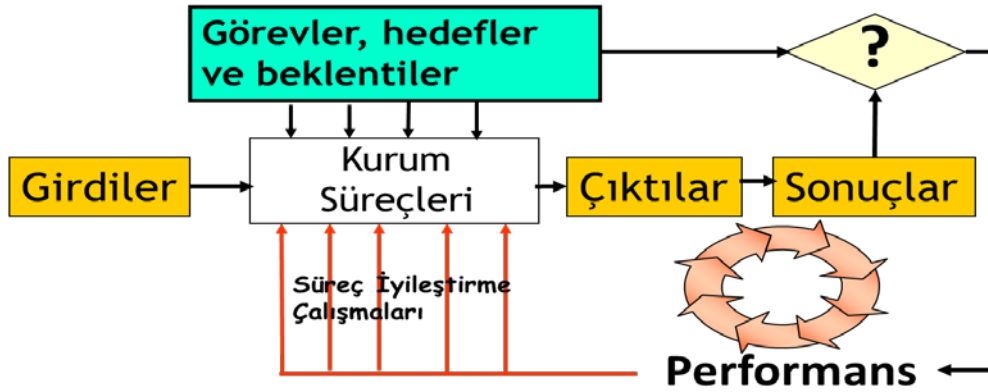 Görevler, hedefler
ve beklentiler
?
Girdiler
Kurum
Süreçleri
Çıktılar
Sonuçlar
Süreç İyileştirme
Çalışmaları
Performans